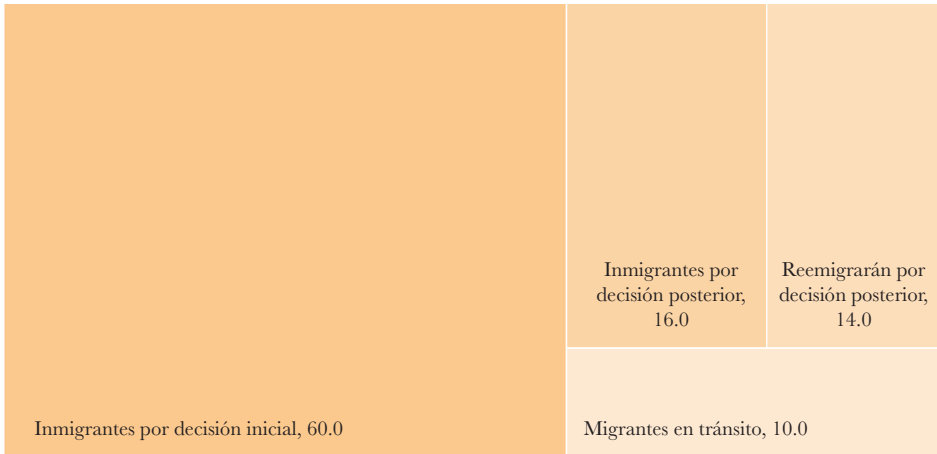 Inmigrantes por
decisión posterior,
16.0
Reemigrarán por
decisión posterior,
14.0
Inmigrantes por decisión inicial, 60.0
Migrantes en tránsito, 10.0